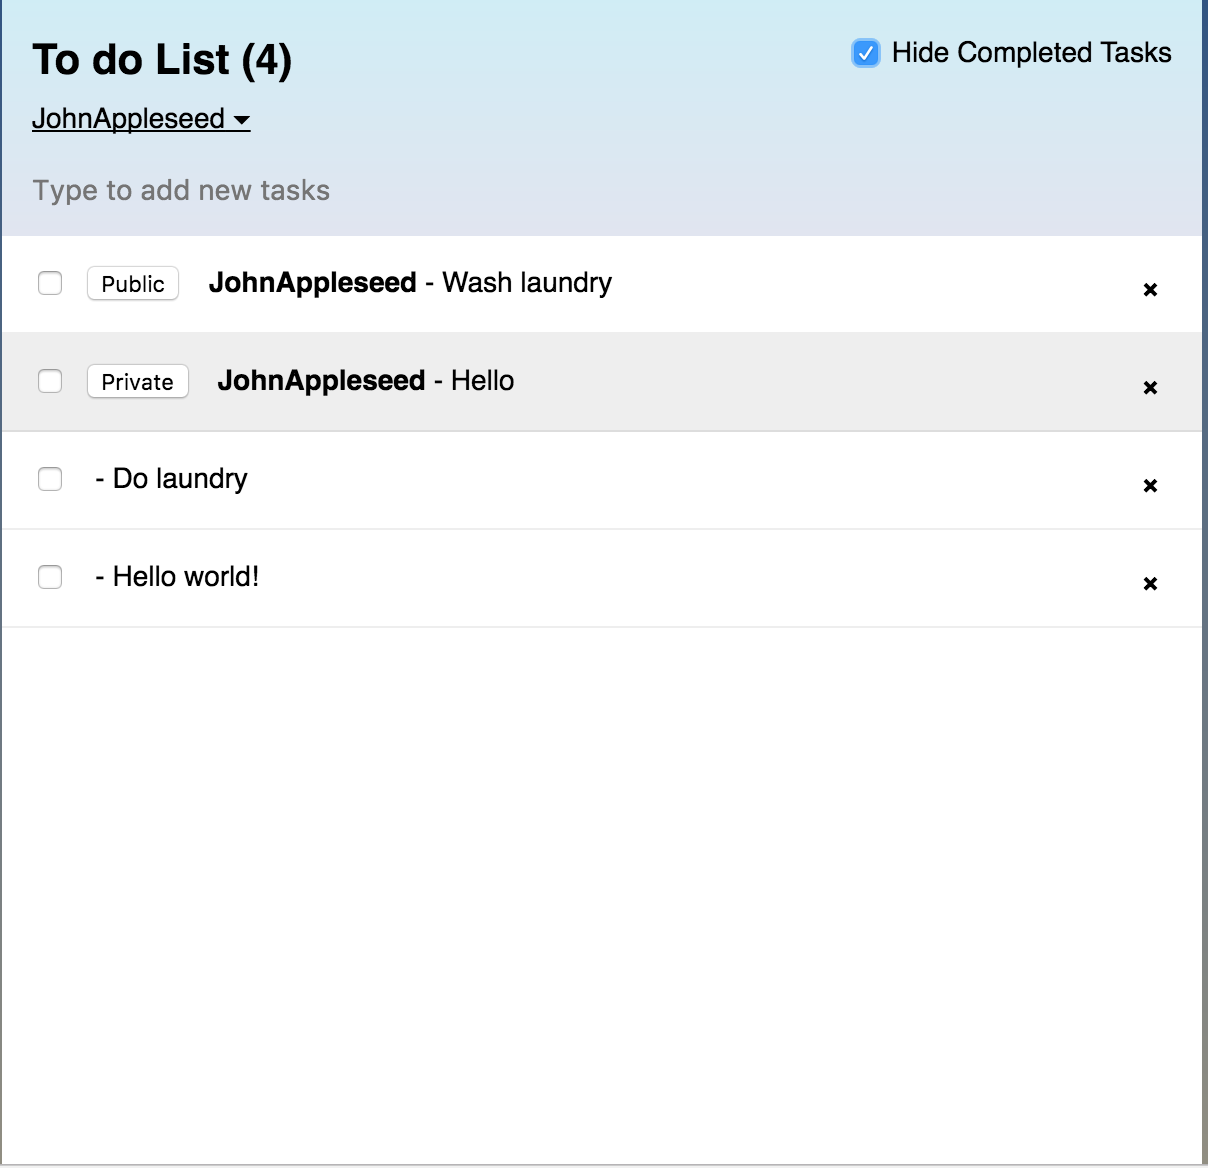 To do List (4)
Hide Completed Tasks
JohnAppleseed
Type to add new tasks
Public JohnAppleseed - Wash laundry
Private JohnAppleseed - Hello
- Do laundry
- Hello world!